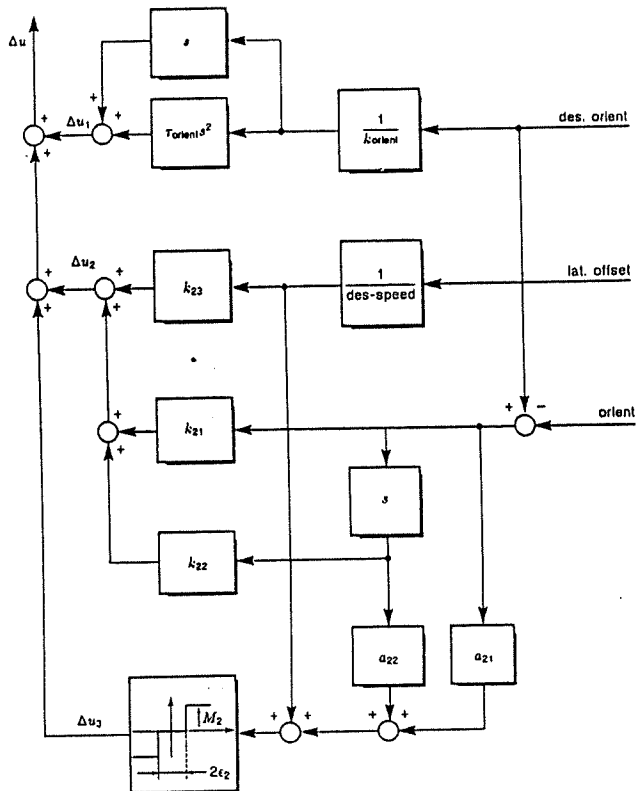 Δu
s
+
Δu₁
+
+
+
τorient s²
1
korient
des. orient
+
Δu₂
+
+
+
+
k₂₃
1
des-speed
lat. offset
+
−
orient
+
+
k₂₁
s
k₂₂
a₂₂
a₂₁
Δu₃
M₂
2ε₂
+
+
+
+